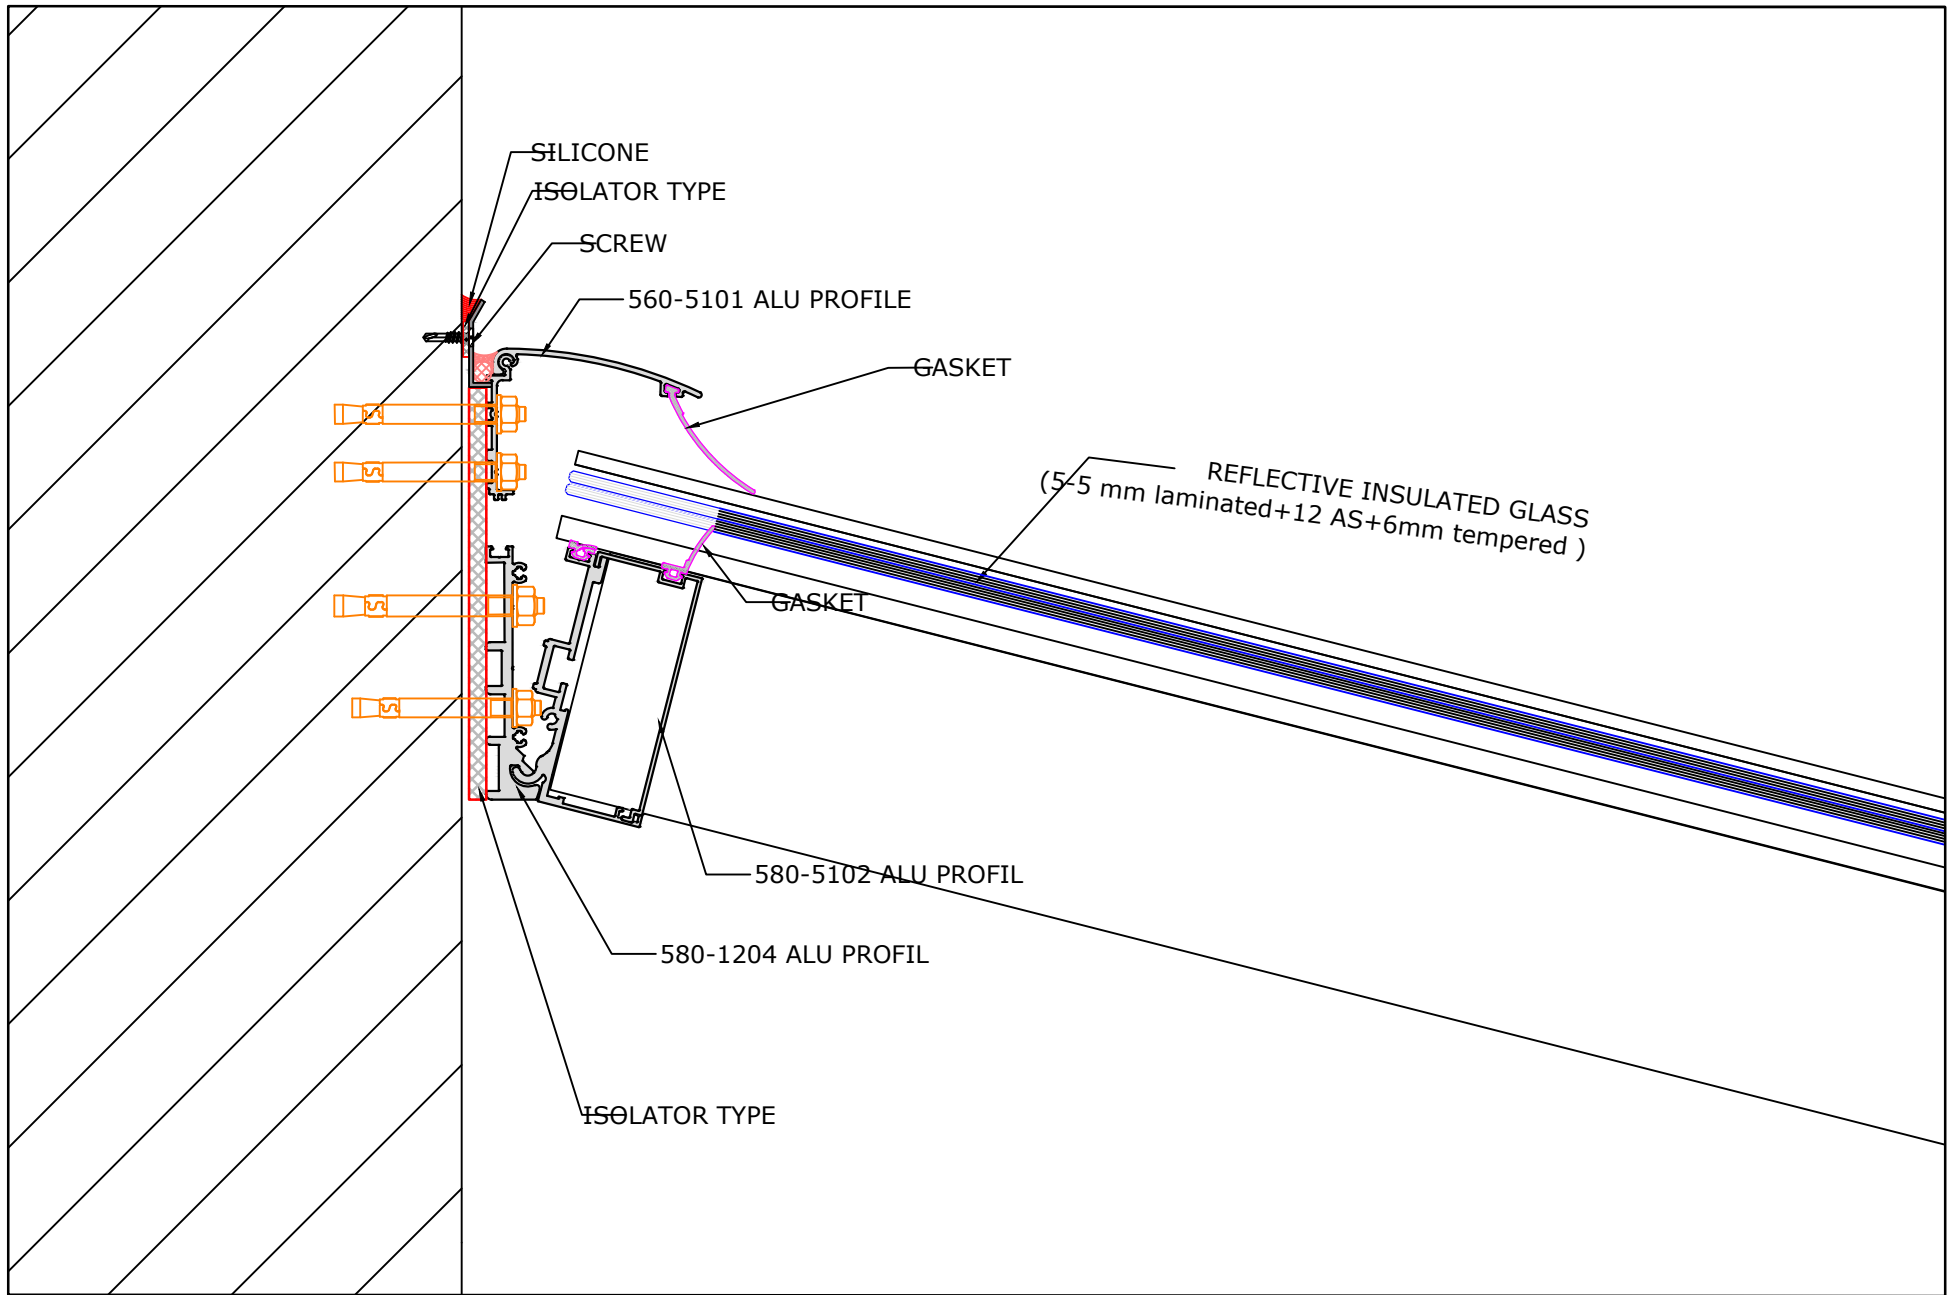 SILICONE
ISOLATOR TYPE
SCREW
560-5101 ALU PROFILE
GASKET
REFLECTIVE INSULATED GLASS
(5-5 mm laminated+12 AS+6mm tempered )
GASKET
580-5102 ALU PROFIL
580-1204 ALU PROFIL
ISOLATOR TYPE